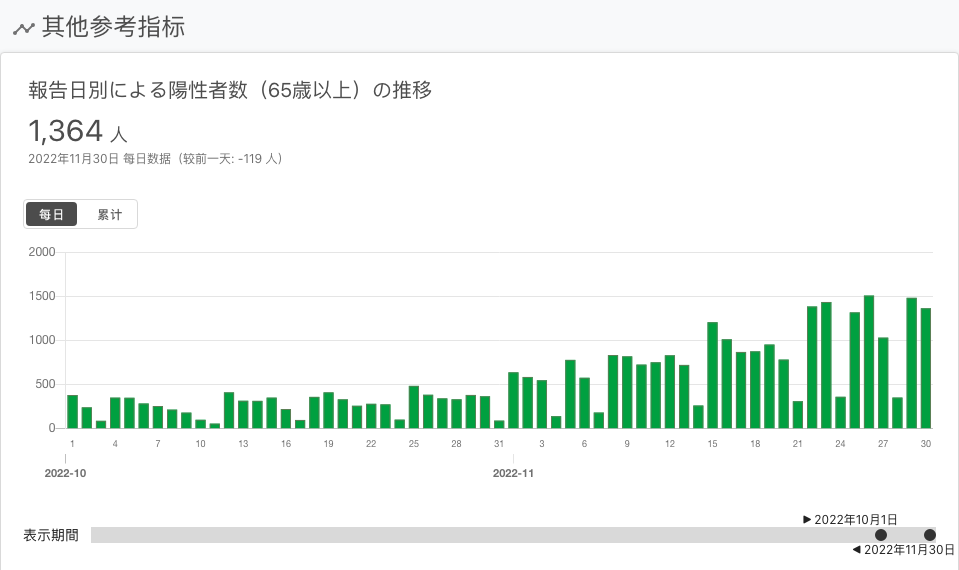 其他参考指标
報告日別による陽性者数（65歳以上）の推移
1,364 人
2022年11月30日 每日数据（较前一天: -119 人）
每日 累计
2000
1500
1000
500
0
1 4 7 10 13 16 19 22 25 28 31 3 6 9 12 15 18 21 24 27 30
2022-10 2022-11
2022年10月1日
表示期間
2022年11月30日